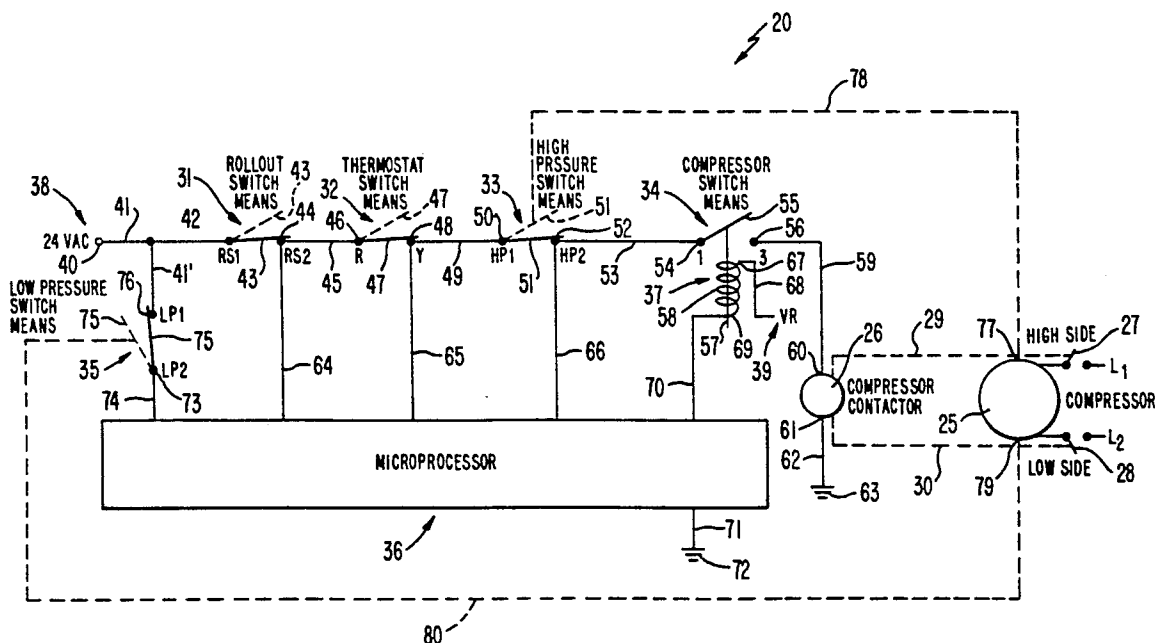 20
78
ROLLOUT
SWITCH
MEANS
43
31
44
THERMOSTAT
SWITCH
MEANS
32
47
46
48
HIGH
PRSSURE
SWITCH
MEANS
33
51
50
52
COMPRESSOR
SWITCH
MEANS
34
55
56
38
41
42
24 VAC
40
RS1
43
RS2
45
R
47
Y
49
HP1
51
HP2
53
54
1
3
67
68
59
37
58
57
69
VR
39
41'
76
LP1
LOW PRESSURE
SWITCH
MEANS
75
75
35
LP2
74
73
64
65
66
70
60
26
29
77
HIGH SIDE
27
L1
COMPRESSOR
CONTACTOR
25
COMPRESSOR
61
62
63
30
79
LOW SIDE
L2
28
MICROPROCESSOR
36
71
72
80